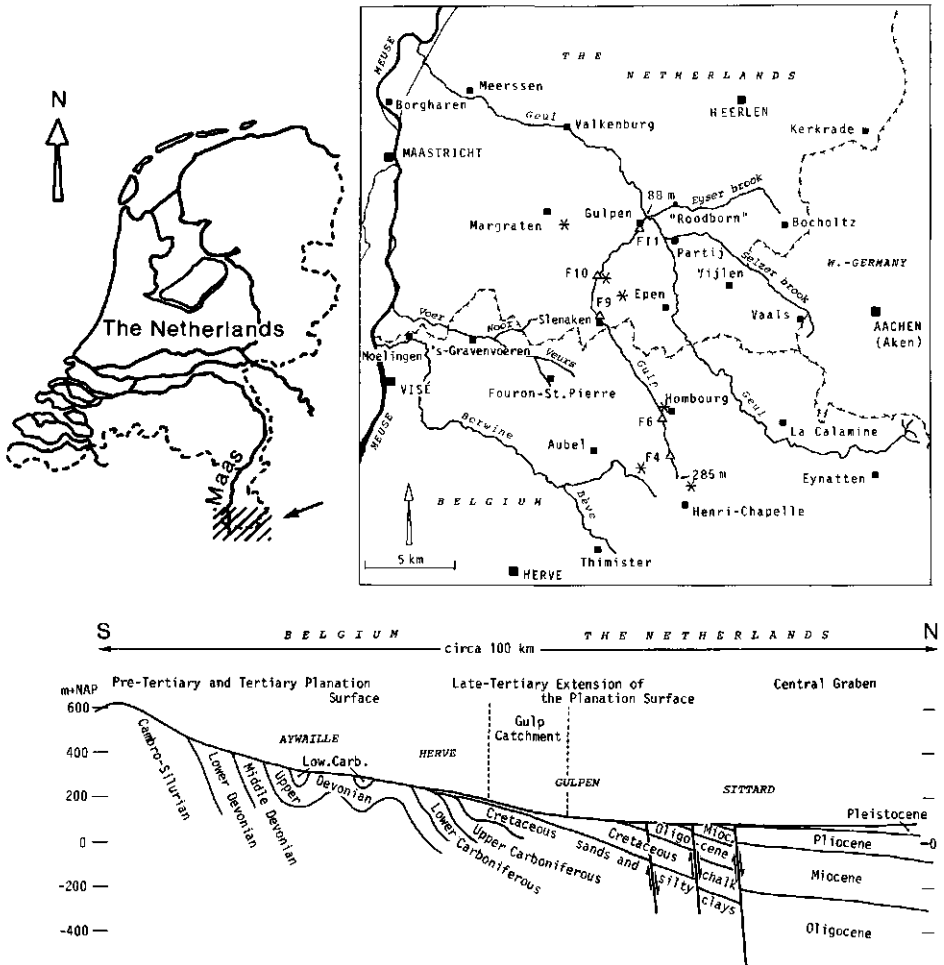 N
The Netherlands
Maas
THE
NETHERLANDS
MEUSE
Meerssen
Borgharen
HEERLEN
Geul
Valkenburg
Kerkrade
MAASTRICHT
88 m
Eyser brook
Gulpen
"Roodborn"
Bocholtz
Margraten
F11
Partij
Selzer brook
Vijlen
W.-GERMANY
F10
F9
Epen
Voer
Noor
Slenaken
Vaals
AACHEN
(Aken)
Moelingen
's-Gravenvoeren
Veurs
Gulp
VISÉ
Fouron-St.Pierre
Hombourg
Geul
MEUSE
Berwine
F6
La Calamine
Aubel
F4
285 m
Eynatten
BELGIUM
Bève
Henri-Chapelle
5 km
Thimister
HERVE
S
BELGIUM
THE NETHERLANDS
N
circa 100 km
m+NAP
Pre-Tertiary and Tertiary Planation
Surface
Late-Tertiary Extension of
the Planation Surface
Central Graben
600
Gulp
Catchment
AYWAILLE
HERVE
400
Low.Carb.
GULPEN
SITTARD
200
Cambro-Silurian
Lower Devonian
Middle Devonian
Upper
Devonian
Lower Carboniferous
Upper Carboniferous
Cretaceous sands and silty clays
Cretaceous chalk
Oligocene
Mioc.
Pleistocene
Pliocene
0
0
Miocene
-200
Oligocene
-400